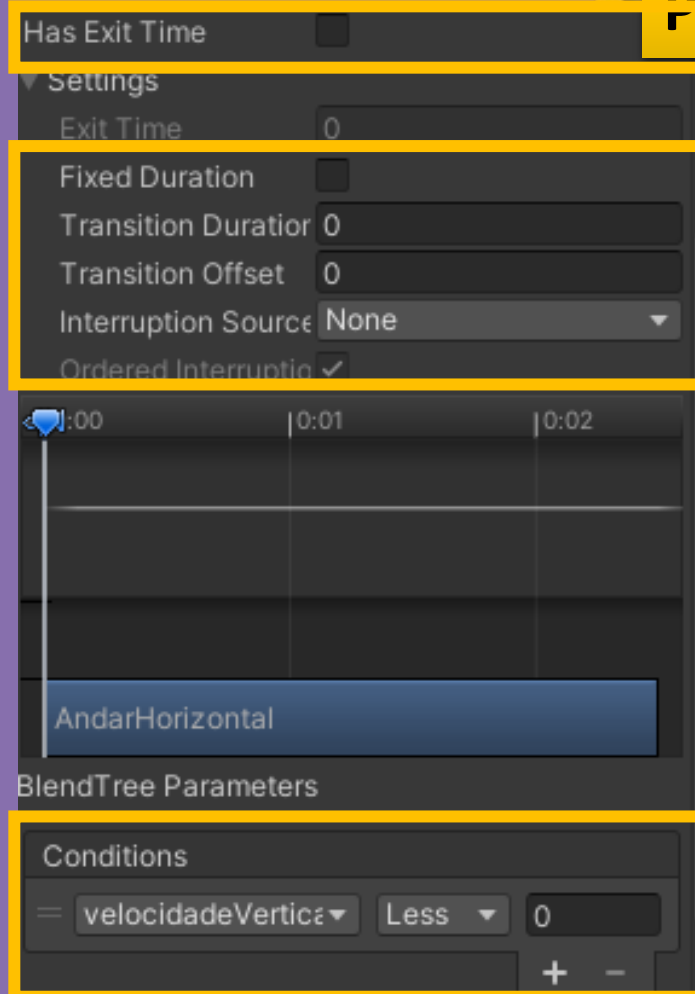 Has Exit Time
Settings
Exit Time 0
Fixed Duration
Transition Duration 0
Transition Offset 0
Interruption Source None
Ordered Interruptio
:00 0:01 0:02
AndarHorizontal
BlendTree Parameters
Conditions
velocidadeVertica Less 0